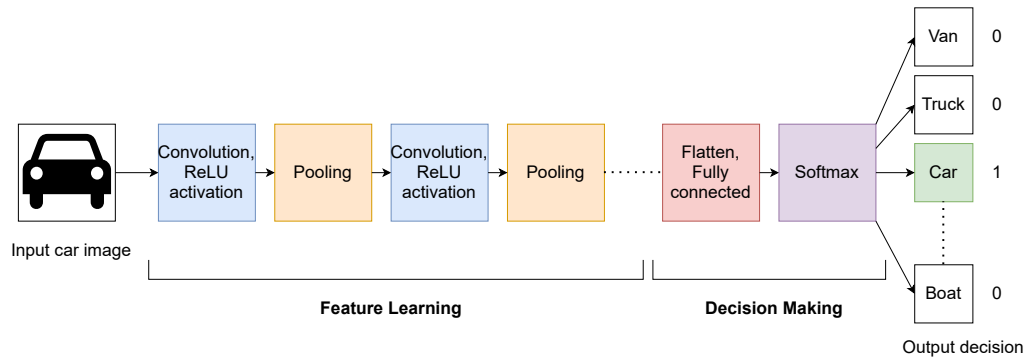 Input car image
Convolution,
ReLU
activation
Pooling
Convolution,
ReLU
activation
Pooling
Feature Learning
Flatten,
Fully
connected
Softmax
Decision Making
Van 0
Truck 0
Car 1
Boat 0
Output decision